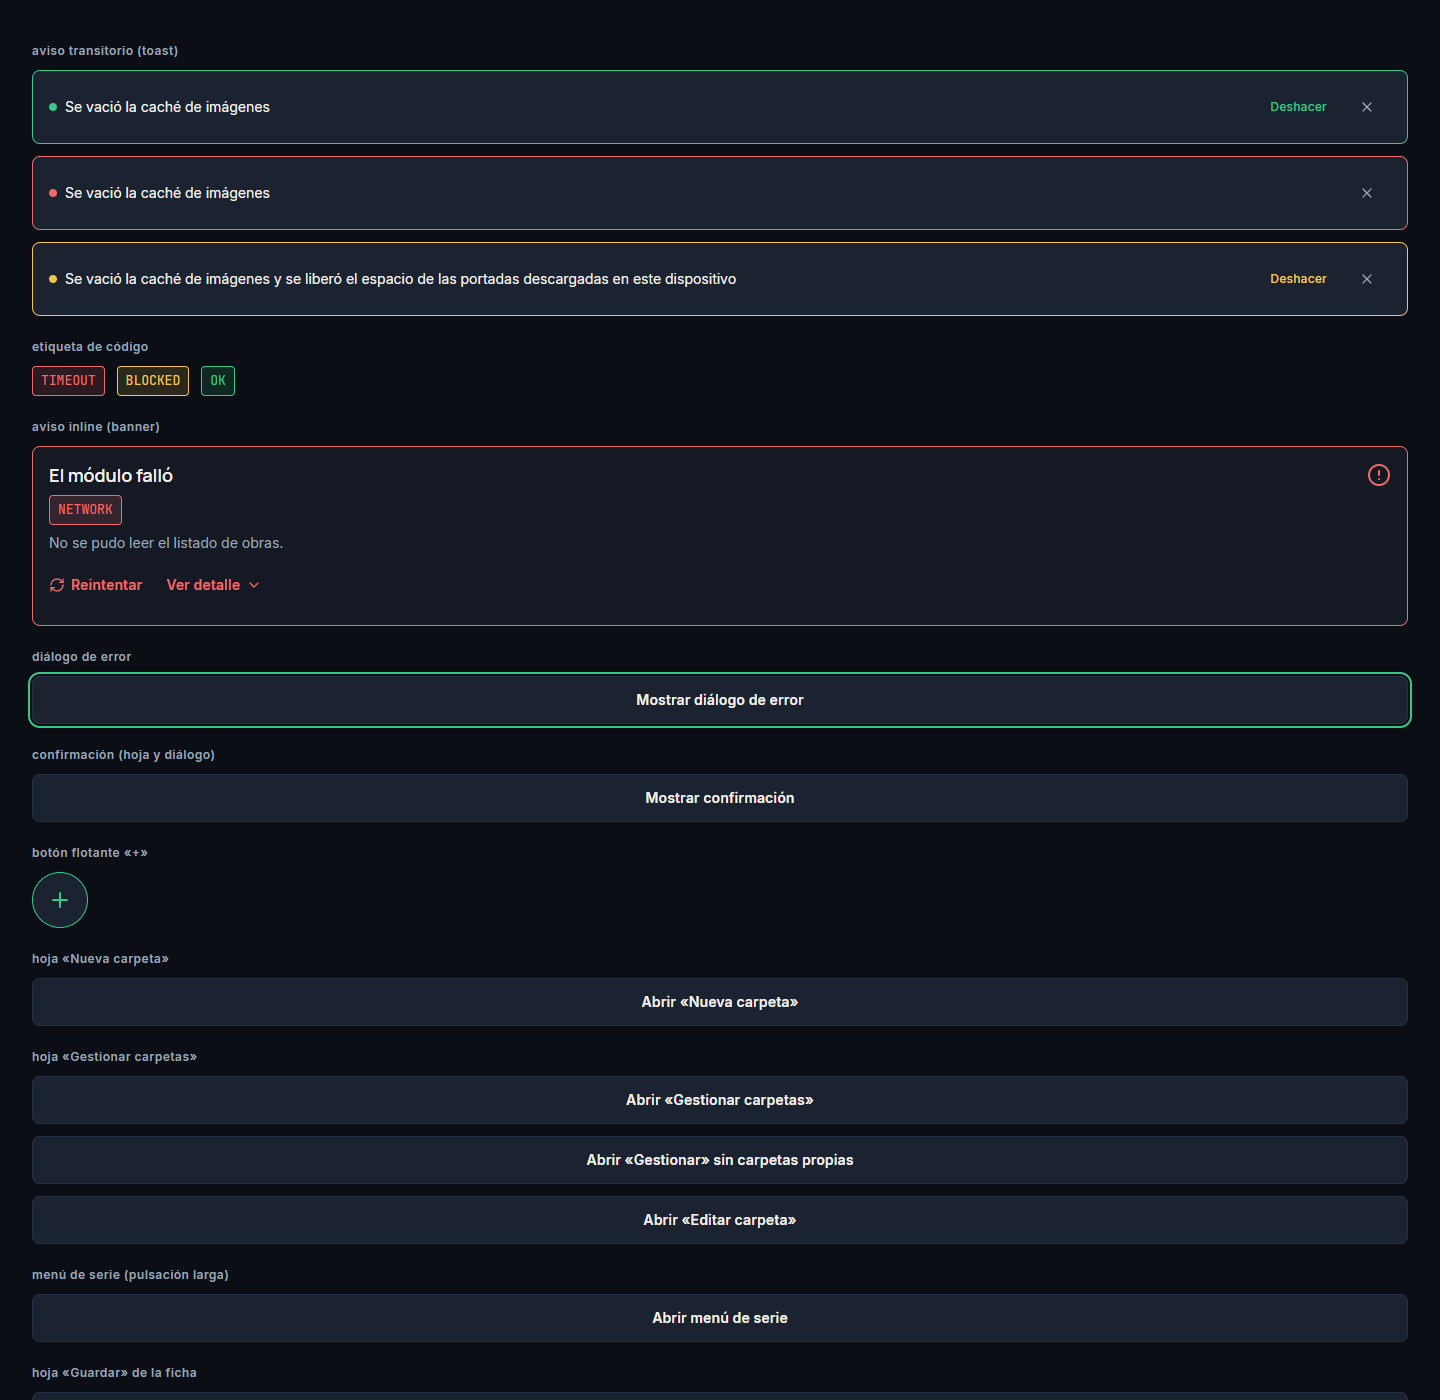 aviso transitorio (toast)
Se vació la caché de imágenes
Deshacer
Se vació la caché de imágenes
Se vació la caché de imágenes y se liberó el espacio de las portadas descargadas en este dispositivo
Deshacer
etiqueta de código
TIMEOUT
BLOCKED
OK
aviso inline (banner)
El módulo falló
NETWORK
No se pudo leer el listado de obras.
Reintentar
Ver detalle
diálogo de error
Mostrar diálogo de error
confirmación (hoja y diálogo)
Mostrar confirmación
botón flotante «+»
hoja «Nueva carpeta»
Abrir «Nueva carpeta»
hoja «Gestionar carpetas»
Abrir «Gestionar carpetas»
Abrir «Gestionar» sin carpetas propias
Abrir «Editar carpeta»
menú de serie (pulsación larga)
Abrir menú de serie
hoja «Guardar» de la ficha